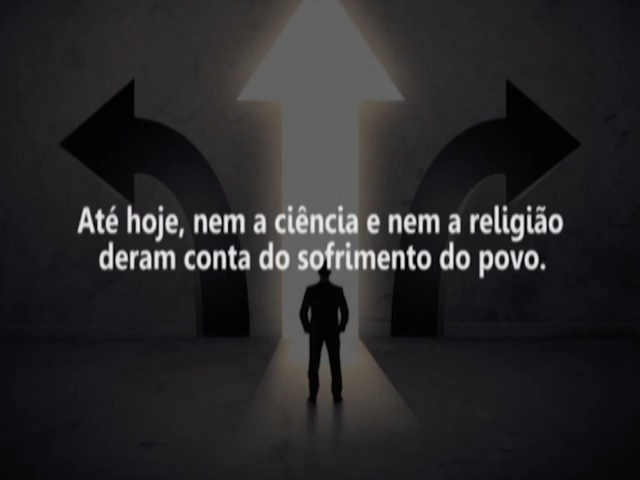 Até hoje, nem a ciência e nem a religião
deram conta do sofrimento do povo.